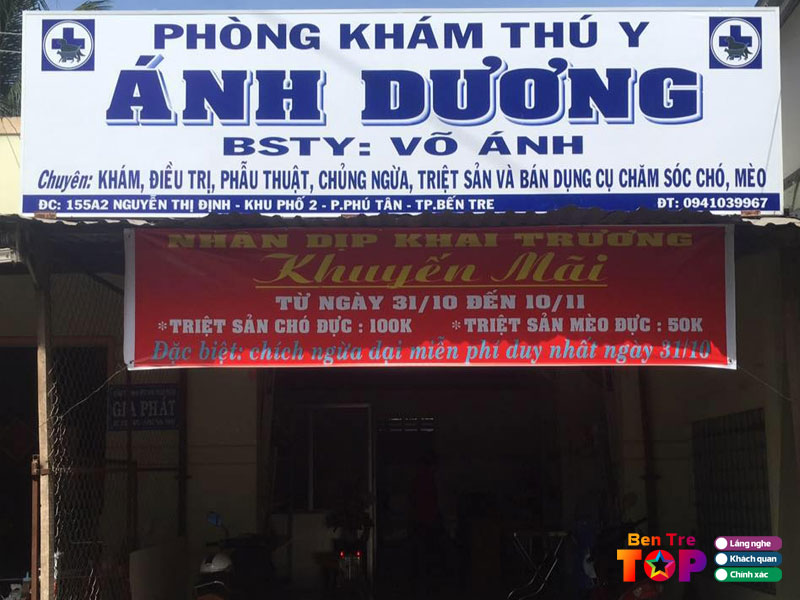 PHÒNG KHÁM THÚ Y
ÁNH DƯƠNG
BSTY: VÕ ÁNH
Chuyên: KHÁM, ĐIỀU TRỊ, PHẪU THUẬT, CHỦNG NGỪA, TRIỆT SẢN VÀ BÁN DỤNG CỤ CHĂM SÓC CHÓ, MÈO
ĐC: 155A2 NGUYỄN THỊ ĐỊNH - KHU PHỐ 2 - P.PHÚ TÂN - TP.BẾN TRE ĐT: 0941039967
NHÂN DỊP KHAI TRƯƠNG
Khuyến Mãi
TỪ NGÀY 31/10 ĐẾN 10/11
*TRIỆT SẢN CHÓ ĐỰC : 100K *TRIỆT SẢN MÈO ĐỰC : 50K
Đặc biệt: chích ngừa dại miễn phí duy nhất ngày 31/10
GIA PHÁT
Ben Tre
TOP
Lắng nghe
Khách quan
Chính xác